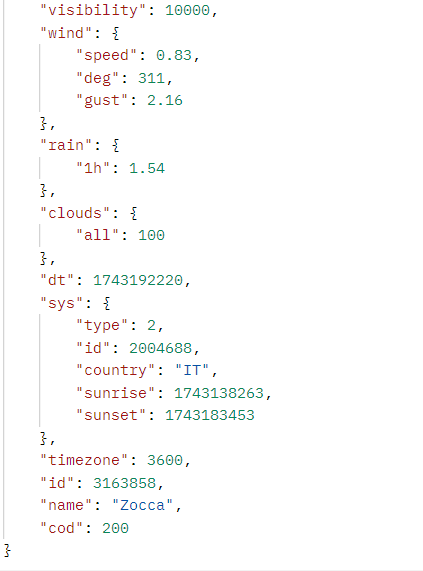 "visibility": 10000,
"wind": {
"speed": 0.83,
"deg": 311,
"gust": 2.16
},
"rain": {
"1h": 1.54
},
"clouds": {
"all": 100
},
"dt": 1743192220,
"sys": {
"type": 2,
"id": 2004688,
"country": "IT",
"sunrise": 1743138263,
"sunset": 1743183453
},
"timezone": 3600,
"id": 3163858,
"name": "Zocca",
"cod": 200
}